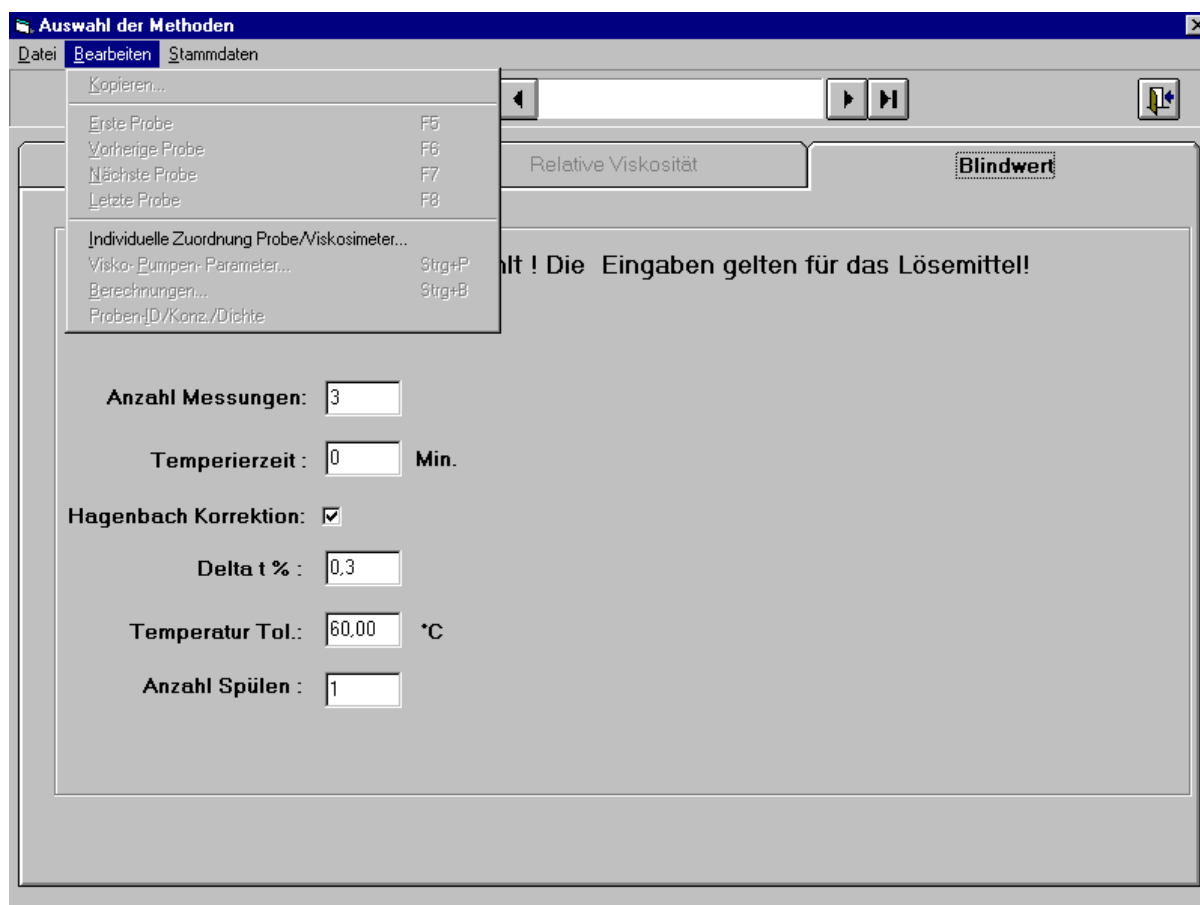 Auswahl der Methoden
Datei Bearbeiten Stammdaten
Kopieren...
Erste Probe F5
Vorherige Probe F6
Nächste Probe F7
Letzte Probe F8
Individuelle Zuordnung Probe/Viskosimeter...
Visko- Pumpen- Parameter... Strg+P
Berechnungen... Strg+B
Proben-ID/Konz./Dichte
Relative Viskosität
Blindwert
hlt ! Die Eingaben gelten für das Lösemittel!
Anzahl Messungen: 3
Temperierzeit : 0 Min.
Hagenbach Korrektion:
Delta t % : 0,3
Temperatur Tol.: 60,00 °C
Anzahl Spülen : 1